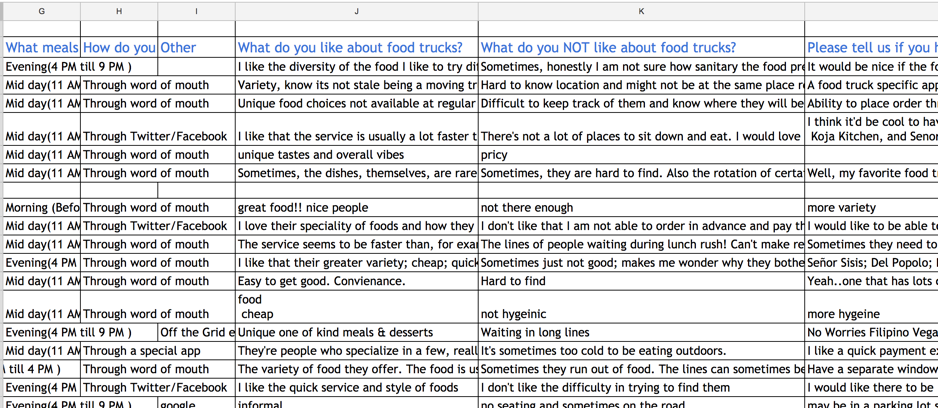 G H I J K
What meals How do you Other What do you like about food trucks? What do you NOT like about food trucks? Please tell us if you h
Evening(4 PM till 9 PM ) I like the diversity of the food I like to try di Sometimes, honestly I am not sure how sanitary the food pre It would be nice if the fo
Mid day(11 AM Through word of mouth Variety, know its not stale being a moving tr Hard to know location and might not be at the same place r A food truck specific app
Mid day(11 AM Through word of mouth Unique food choices not available at regular Difficult to keep track of them and know where they will be Ability to place order thr
I think it'd be cool to hav
Mid day(11 AM Through Twitter/Facebook I like that the service is usually a lot faster t There's not a lot of places to sit down and eat. I would love Koja Kitchen, and Senor
Mid day(11 AM Through word of mouth unique tastes and overall vibes pricy
Mid day(11 AM Through word of mouth Sometimes, the dishes, themselves, are rare Sometimes, they are hard to find. Also the rotation of certa Well, my favorite food t
Morning (Befo Through word of mouth great food!! nice people not there enough more variety
Mid day(11 AM Through Twitter/Facebook I love their speciality of foods and how they I don't like that I am not able to order in advance and pay th I would like to be able to
Mid day(11 AM Through word of mouth The service seems to be faster than, for exam The lines of people waiting during lunch rush! Can't make re Sometimes they need to
Evening(4 PM Through word of mouth I like that their greater variety; cheap; quick Sometimes just not good; makes me wonder why they bothe Señor Sisis; Del Popolo;
Mid day(11 AM Through word of mouth Easy to get good. Convienance. Hard to find Yeah..one that has lots
food
Mid day(11 AM Through word of mouth cheap not hygeinic more hygeine
Evening(4 PM till 9 PM ) Off the Grid e Unique one of kind meals & desserts Waiting in long lines No Worries Filipino Vega
Mid day(11 AM Through a special app They're people who specialize in a few, reall It's sometimes too cold to be eating outdoors. I like a quick payment ex
till 4 PM ) Through word of mouth The variety of food they offer. The food is us Sometimes they run out of food. The lines can sometimes be Have a separate window
Evening(4 PM Through Twitter/Facebook I like the quick service and style of foods I don't like the difficulty in trying to find them I would like there to be
Evening(4 PM till 9 PM ) google informal no seating and sometimes on the road may be in a parking lot s